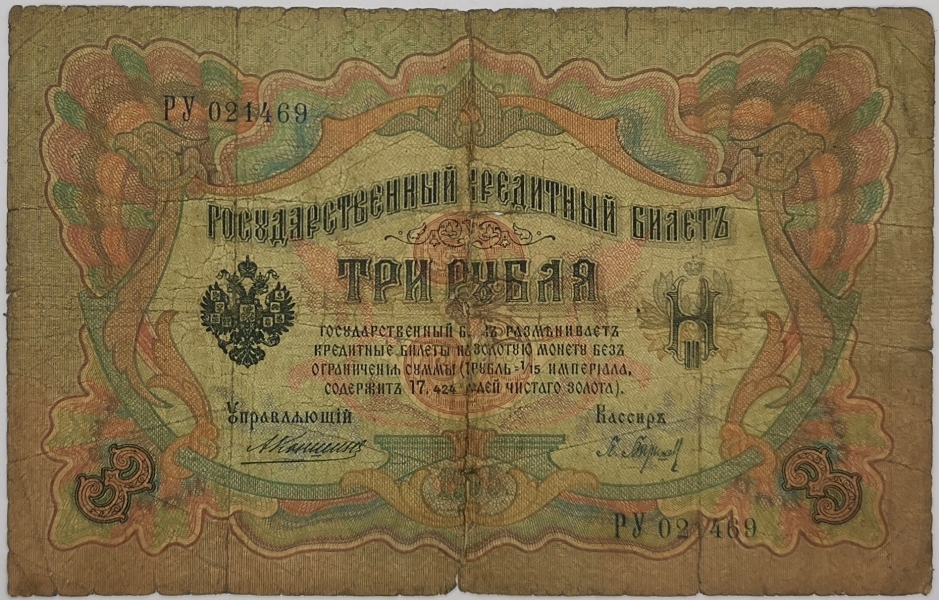 РУ 021469
ГОСУДАРСТВЕННЫЙ КРЕДИТНЫЙ БИЛЕТЪ
ТРИ РУБЛЯ
ГОСУДАРСТВЕННЫЙ РАЗМѢНИВАЕТЪ
КРЕДИТНЫЕ БИЛЕТЫ НА ЗОЛОТУЮ МОНЕТУ БЕЗЪ
ОГРАНИЧЕНІЯ СУММЫ (1 РУБЛЬ = 1/15 ИМПЕРІАЛА,
СОДЕРЖИТЪ 17,424 ДОЛЕЙ ЧИСТАГО ЗОЛОТА).
Управляющій Кассиръ
3 3
РУ 021469